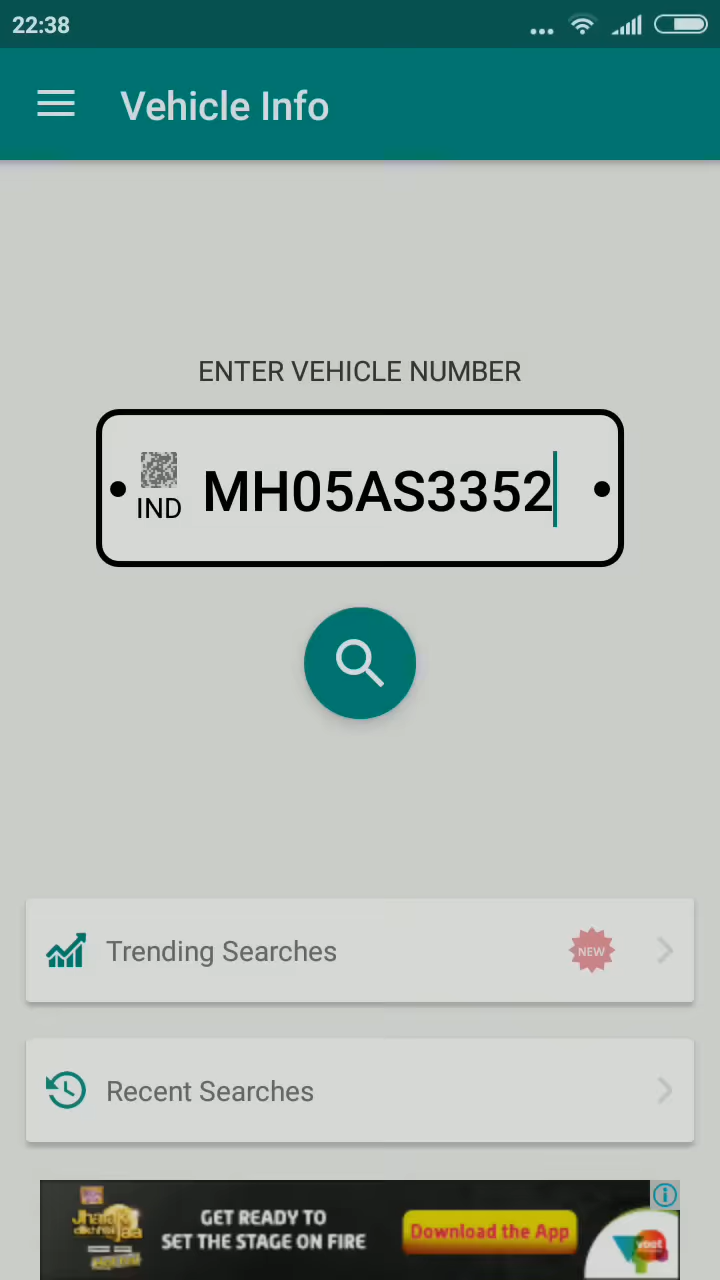 22:38
Vehicle Info
ENTER VEHICLE NUMBER
IND MH05AS3352
Trending Searches NEW
Recent Searches
GET READY TO
SET THE STAGE ON FIRE
Download the App
voot